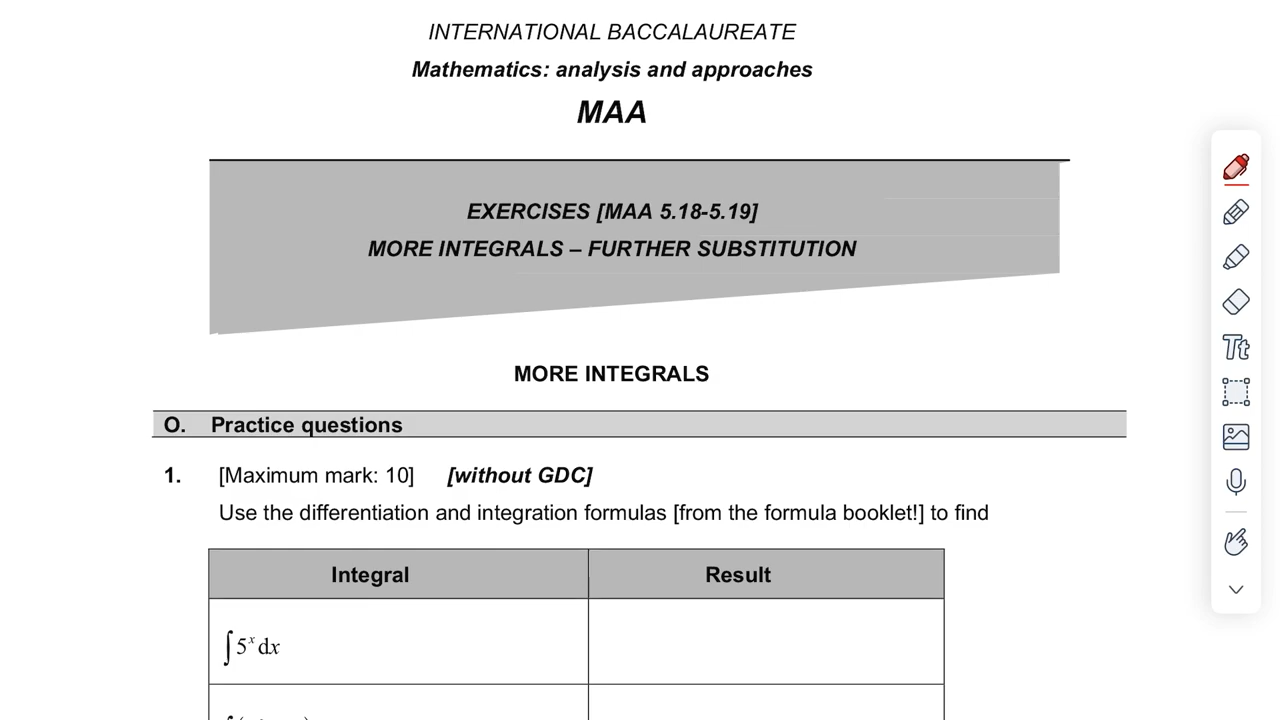 INTERNATIONAL BACCALAUREATE
Mathematics: analysis and approaches
MAA
EXERCISES [MAA 5.18-5.19]
MORE INTEGRALS – FURTHER SUBSTITUTION
MORE INTEGRALS
O. Practice questions
1. [Maximum mark: 10] [without GDC]
Use the differentiation and integration formulas [from the formula booklet!] to find
Integral Result
∫5ˣdx
Tt